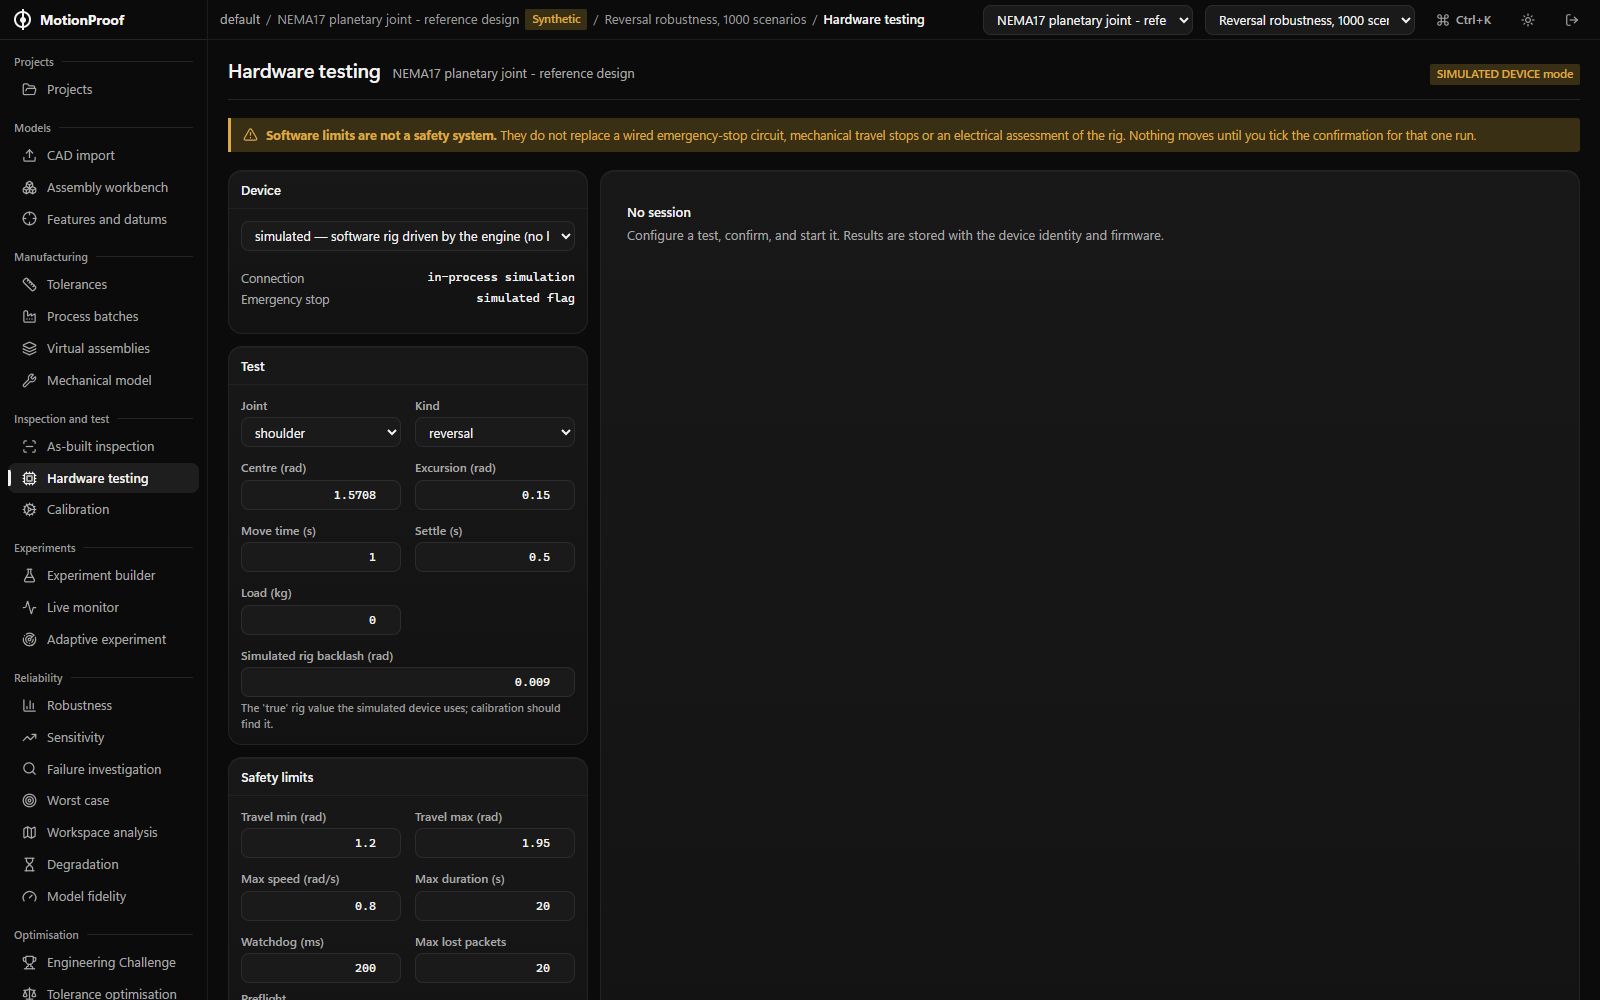 MotionProof
default / NEMA17 planetary joint - reference design Synthetic / Reversal robustness, 1000 scenarios / Hardware testing
NEMA17 planetary joint - refe
Reversal robustness, 1000 scer
Ctrl+K
Projects
Projects
Models
CAD import
Assembly workbench
Features and datums
Manufacturing
Tolerances
Process batches
Virtual assemblies
Mechanical model
Inspection and test
As-built inspection
Hardware testing
Calibration
Experiments
Experiment builder
Live monitor
Adaptive experiment
Reliability
Robustness
Sensitivity
Failure investigation
Worst case
Workspace analysis
Degradation
Model fidelity
Optimisation
Engineering Challenge
Tolerance optimisation
Hardware testing NEMA17 planetary joint - reference design
SIMULATED DEVICE mode
Software limits are not a safety system. They do not replace a wired emergency-stop circuit, mechanical travel stops or an electrical assessment of the rig. Nothing moves until you tick the confirmation for that one run.
Device
simulated — software rig driven by the engine (no l
Connection in-process simulation
Emergency stop simulated flag
Test
Joint Kind
shoulder reversal
Centre (rad) Excursion (rad)
1.5708 0.15
Move time (s) Settle (s)
1 0.5
Load (kg)
0
Simulated rig backlash (rad)
0.009
The 'true' rig value the simulated device uses; calibration should
find it.
Safety limits
Travel min (rad) Travel max (rad)
1.2 1.95
Max speed (rad/s) Max duration (s)
0.8 20
Watchdog (ms) Max lost packets
200 20
Preflight
No session
Configure a test, confirm, and start it. Results are stored with the device identity and firmware.